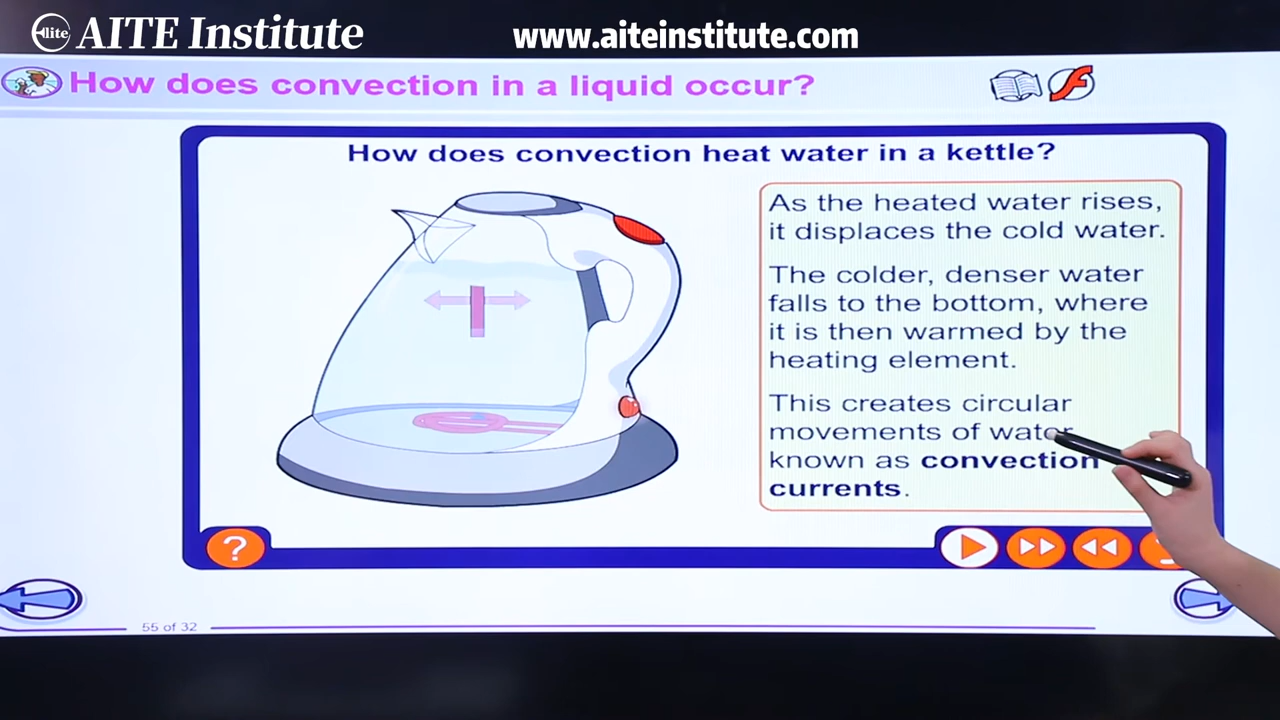 Elite
AITE Institute
www.aiteinstitute.com
How does convection in a liquid occur?
How does convection heat water in a kettle?
As the heated water rises,
it displaces the cold water.
The colder, denser water
falls to the bottom, where
it is then warmed by the
heating element.
This creates circular
movements of water
known as convection
currents.
?
55 of 32